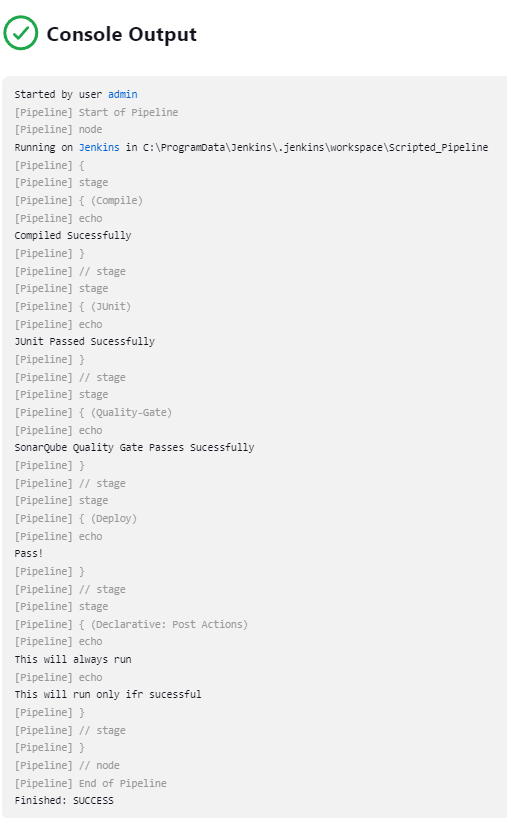 Console Output
Started by user admin
[Pipeline] Start of Pipeline
[Pipeline] node
Running on Jenkins in C:\ProgramData\Jenkins\.jenkins\workspace\Scripted_Pipeline
[Pipeline] {
[Pipeline] stage
[Pipeline] { (Compile)
[Pipeline] echo
Compiled Sucessfully
[Pipeline] }
[Pipeline] // stage
[Pipeline] stage
[Pipeline] { (JUnit)
[Pipeline] echo
JUnit Passed Sucessfully
[Pipeline] }
[Pipeline] // stage
[Pipeline] stage
[Pipeline] { (Quality-Gate)
[Pipeline] echo
SonarQube Quality Gate Passes Sucessfully
[Pipeline] }
[Pipeline] // stage
[Pipeline] stage
[Pipeline] { (Deploy)
[Pipeline] echo
Pass!
[Pipeline] }
[Pipeline] // stage
[Pipeline] stage
[Pipeline] { (Declarative: Post Actions)
[Pipeline] echo
This will always run
[Pipeline] echo
This will run only ifr sucessful
[Pipeline] }
[Pipeline] // stage
[Pipeline] }
[Pipeline] // node
[Pipeline] End of Pipeline
Finished: SUCCESS